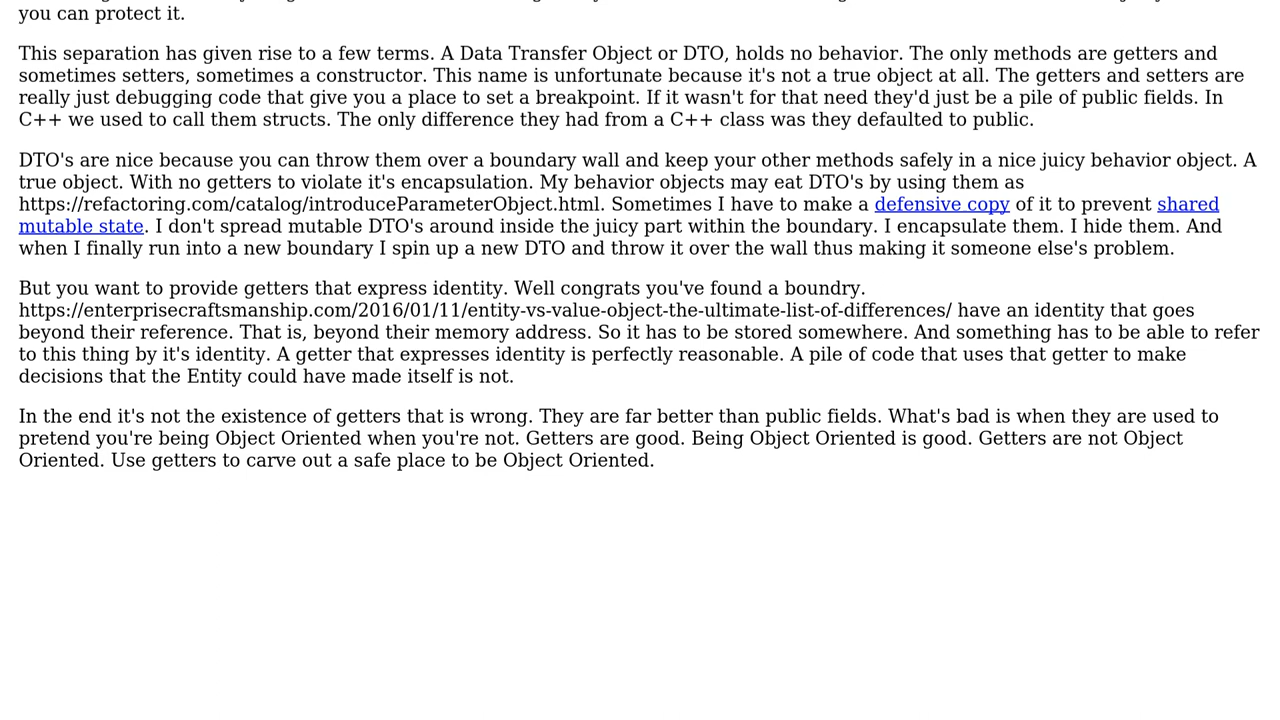 you can protect it.
This separation has given rise to a few terms. A Data Transfer Object or DTO, holds no behavior. The only methods are getters and
sometimes setters, sometimes a constructor. This name is unfortunate because it's not a true object at all. The getters and setters are
really just debugging code that give you a place to set a breakpoint. If it wasn't for that need they'd just be a pile of public fields. In
C++ we used to call them structs. The only difference they had from a C++ class was they defaulted to public.
DTO's are nice because you can throw them over a boundary wall and keep your other methods safely in a nice juicy behavior object. A
true object. With no getters to violate it's encapsulation. My behavior objects may eat DTO's by using them as
https://refactoring.com/catalog/introduceParameterObject.html. Sometimes I have to make a defensive copy of it to prevent shared
mutable state. I don't spread mutable DTO's around inside the juicy part within the boundary. I encapsulate them. I hide them. And
when I finally run into a new boundary I spin up a new DTO and throw it over the wall thus making it someone else's problem.
But you want to provide getters that express identity. Well congrats you've found a boundry.
https://enterprisecraftsmanship.com/2016/01/11/entity-vs-value-object-the-ultimate-list-of-differences/ have an identity that goes
beyond their reference. That is, beyond their memory address. So it has to be stored somewhere. And something has to be able to refer
to this thing by it's identity. A getter that expresses identity is perfectly reasonable. A pile of code that uses that getter to make
decisions that the Entity could have made itself is not.
In the end it's not the existence of getters that is wrong. They are far better than public fields. What's bad is when they are used to
pretend you're being Object Oriented when you're not. Getters are good. Being Object Oriented is good. Getters are not Object
Oriented. Use getters to carve out a safe place to be Object Oriented.